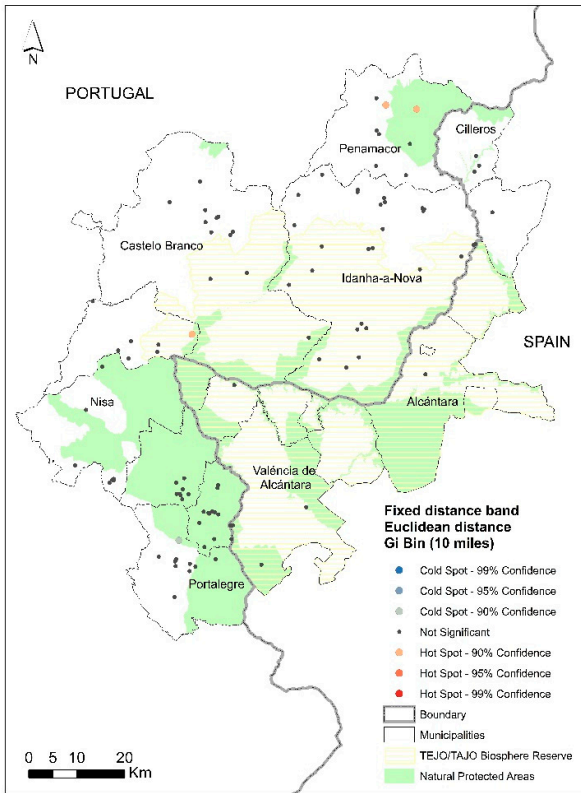 N
PORTUGAL
Cilleros
Penamacor
Castelo Branco
Idanha-a-Nova
SPAIN
Nisa
Alcántara
Valéncia de
Alcántara
Portalegre
Fixed distance band
Euclidean distance
Gi Bin (10 miles)
Cold Spot - 99% Confidence
Cold Spot - 95% Confidence
Cold Spot - 90% Confidence
Not Significant
Hot Spot - 90% Confidence
Hot Spot - 95% Confidence
Hot Spot - 99% Confidence
Boundary
Municipalities
TEJO/TAJO Biosphere Reserve
Natural Protected Areas
0 5 10 20
Km